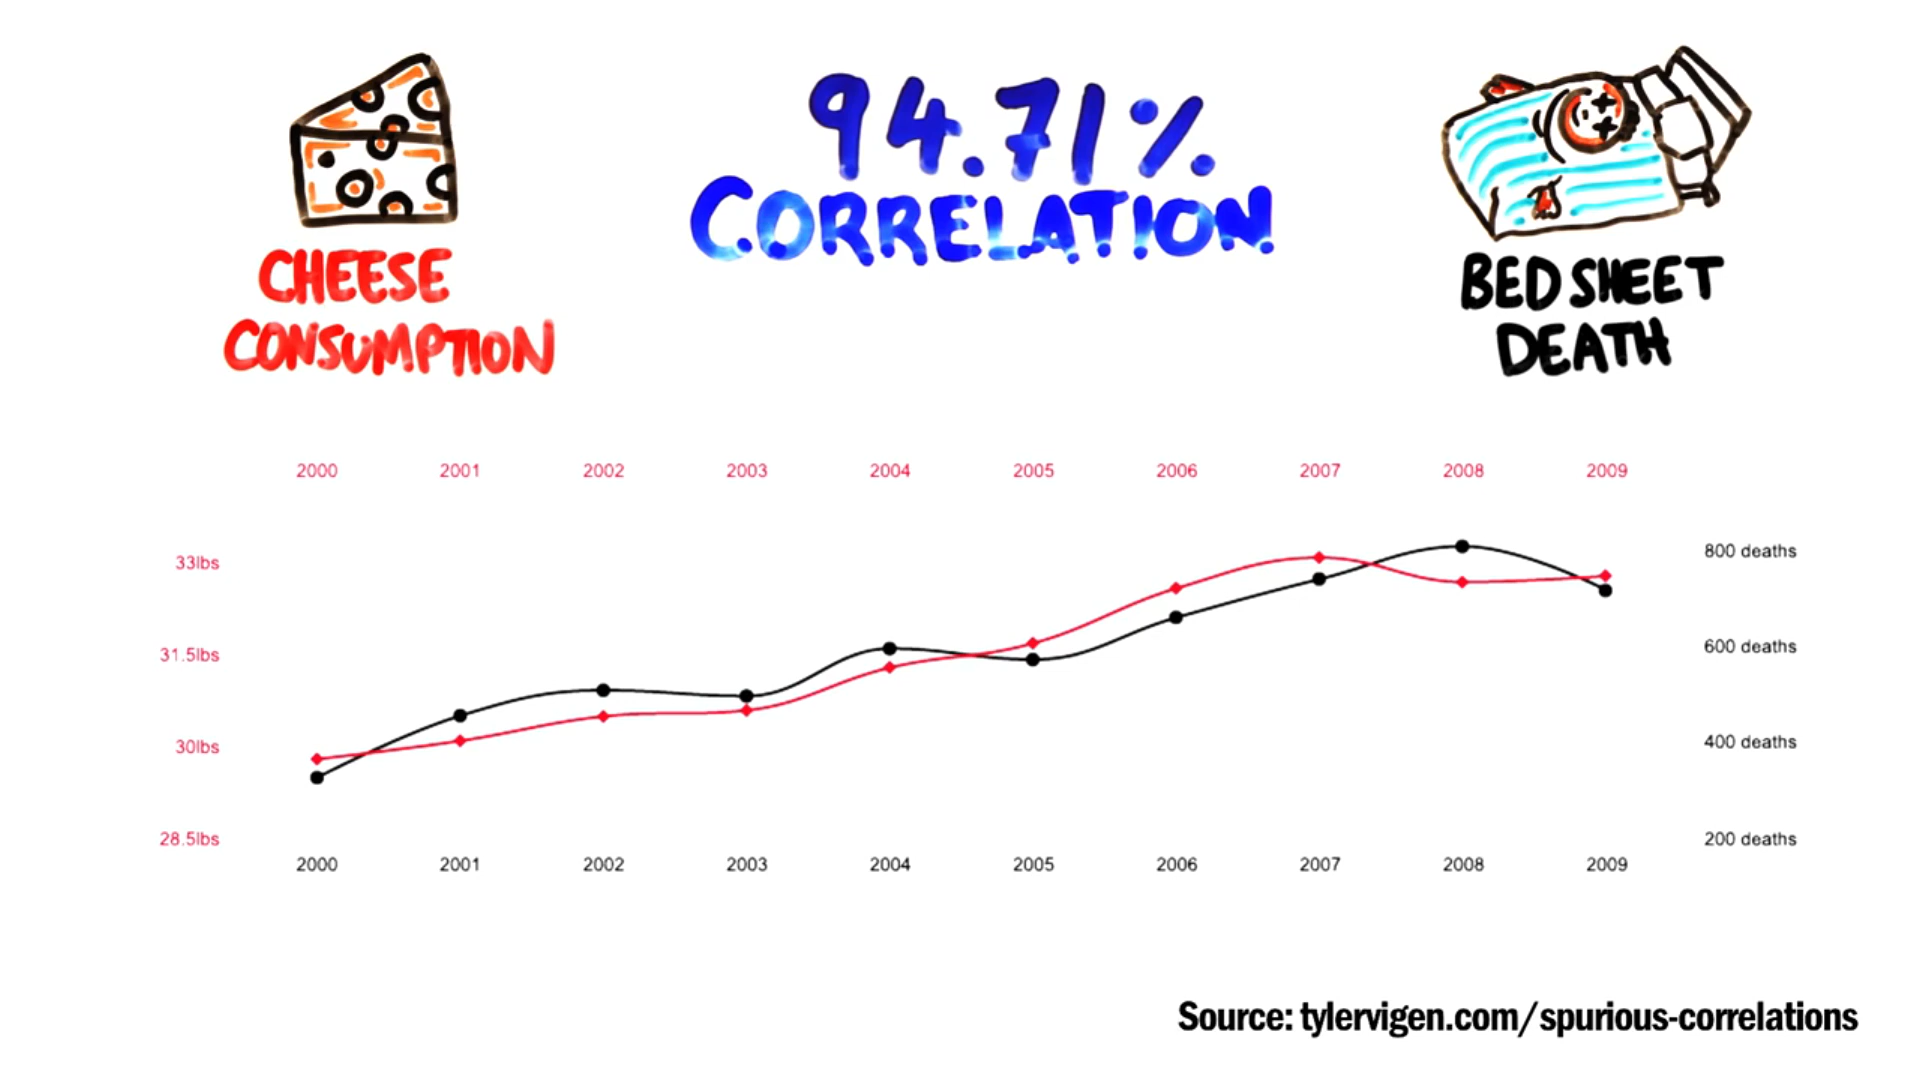 94.71%
CORRELATION
CHEESE
CONSUMPTION
BED SHEET
DEATH
2000 2001 2002 2003 2004 2005 2006 2007 2008 2009
33lbs
31.5lbs
30lbs
28.5lbs
800 deaths
600 deaths
400 deaths
200 deaths
2000 2001 2002 2003 2004 2005 2006 2007 2008 2009
Source: tylervigen.com/spurious-correlations